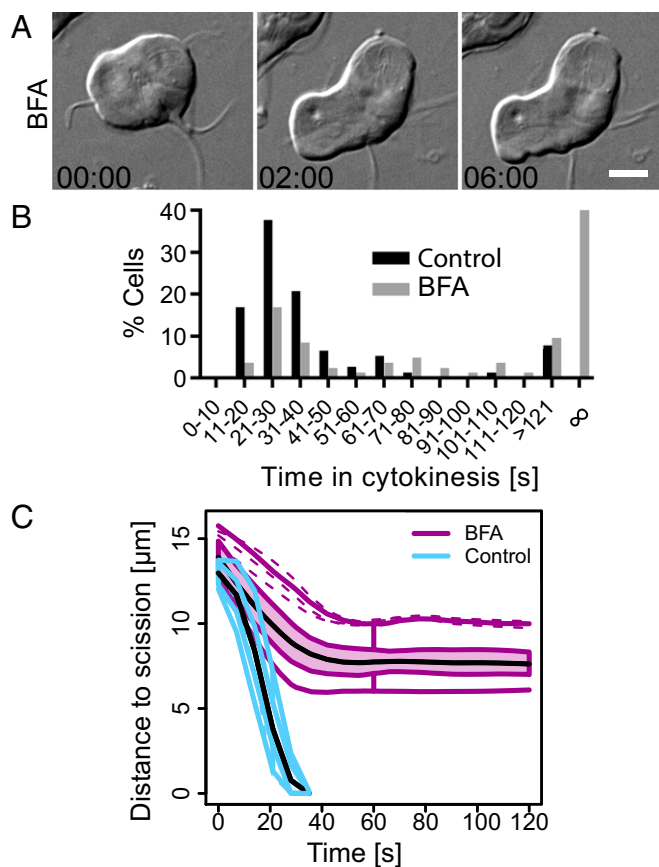 A
BFA
00:00
02:00
06:00
B
% Cells
40
30
20
10
0
Control
BFA
0-10
11-20
21-30
31-40
41-50
51-60
61-70
71-80
81-90
91-100
101-110
111-120
>121
∞
Time in cytokinesis [s]
C
Distance to scission [µm]
15
10
5
0
BFA
Control
0 20 40 60 80 100 120
Time [s]